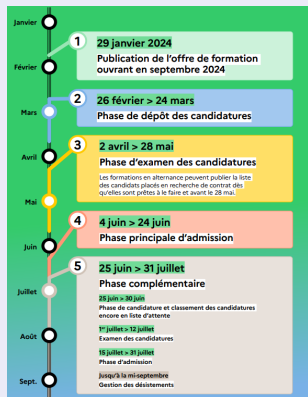 Janvier
1
29 janvier 2024
Publication de l'offre de formation
ouvrant en septembre 2024
Février
2
26 février > 24 mars
Phase de dépôt des candidatures
Mars
3
2 avril > 28 mai
Phase d'examen des candidatures
Les formations en alternance peuvent publier la liste
des candidats placés en recherche de contrat dès
qu'elles sont prêtes à le faire et avant le 28 mai.
Avril
Mai
4
4 juin > 24 juin
Phase principale d'admission
Juin
5
25 juin > 31 juillet
Phase complémentaire
Juillet
25 juin > 30 juin
Phase de candidature et classement des candidatures
encore en liste d'attente
1er juillet > 12 juillet
Examen des candidatures
Août
15 juillet > 31 juillet
Phase d'admission
Jusqu'à la mi-septembre
Gestion des désistements
Sept.